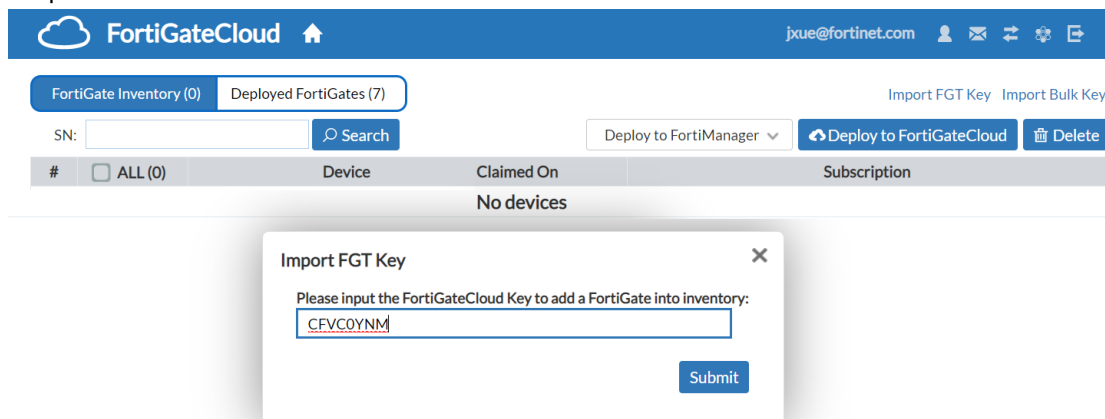 FortiGateCloud jxue@fortinet.com
FortiGate Inventory (0) Deployed FortiGates (7) Import FGT Key Import Bulk Key
SN: Search Deploy to FortiManager Deploy to FortiGateCloud Delete
# ALL (0) Device Claimed On Subscription
No devices
Import FGT Key
Please input the FortiGateCloud Key to add a FortiGate into inventory:
CFVC0YNM
Submit